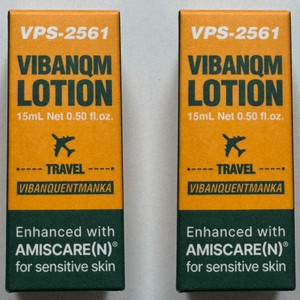 VPS-2561
VIBANQM
LOTION
15mL Net 0.50 fl.oz.
TRAVEL
VIBANQUENTMANKA
Enhanced with
AMISCARE(N)®
for sensitive skin
VPS-2561
VIBANQM
LOTION
15mL Net 0.50 fl.oz.
TRAVEL
VIBANQUENTMANKA
Enhanced with
AMISCARE(N)®
for sensitive skin